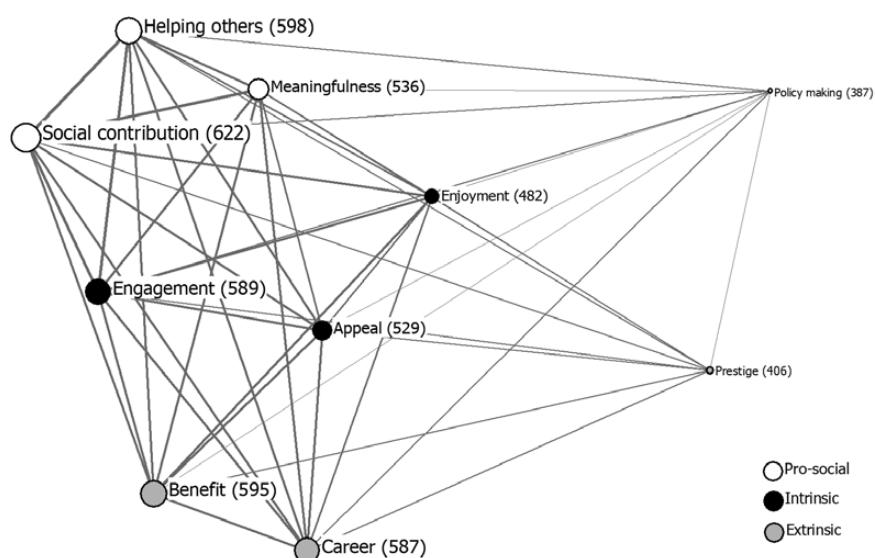 Helping others (598)
Meaningfulness (536)
Policy making (387)
Social contribution (622)
Enjoyment (482)
Engagement (589)
Appeal (529)
Prestige (406)
Pro-social
Benefit (595)
Intrinsic
Extrinsic
Career (587)